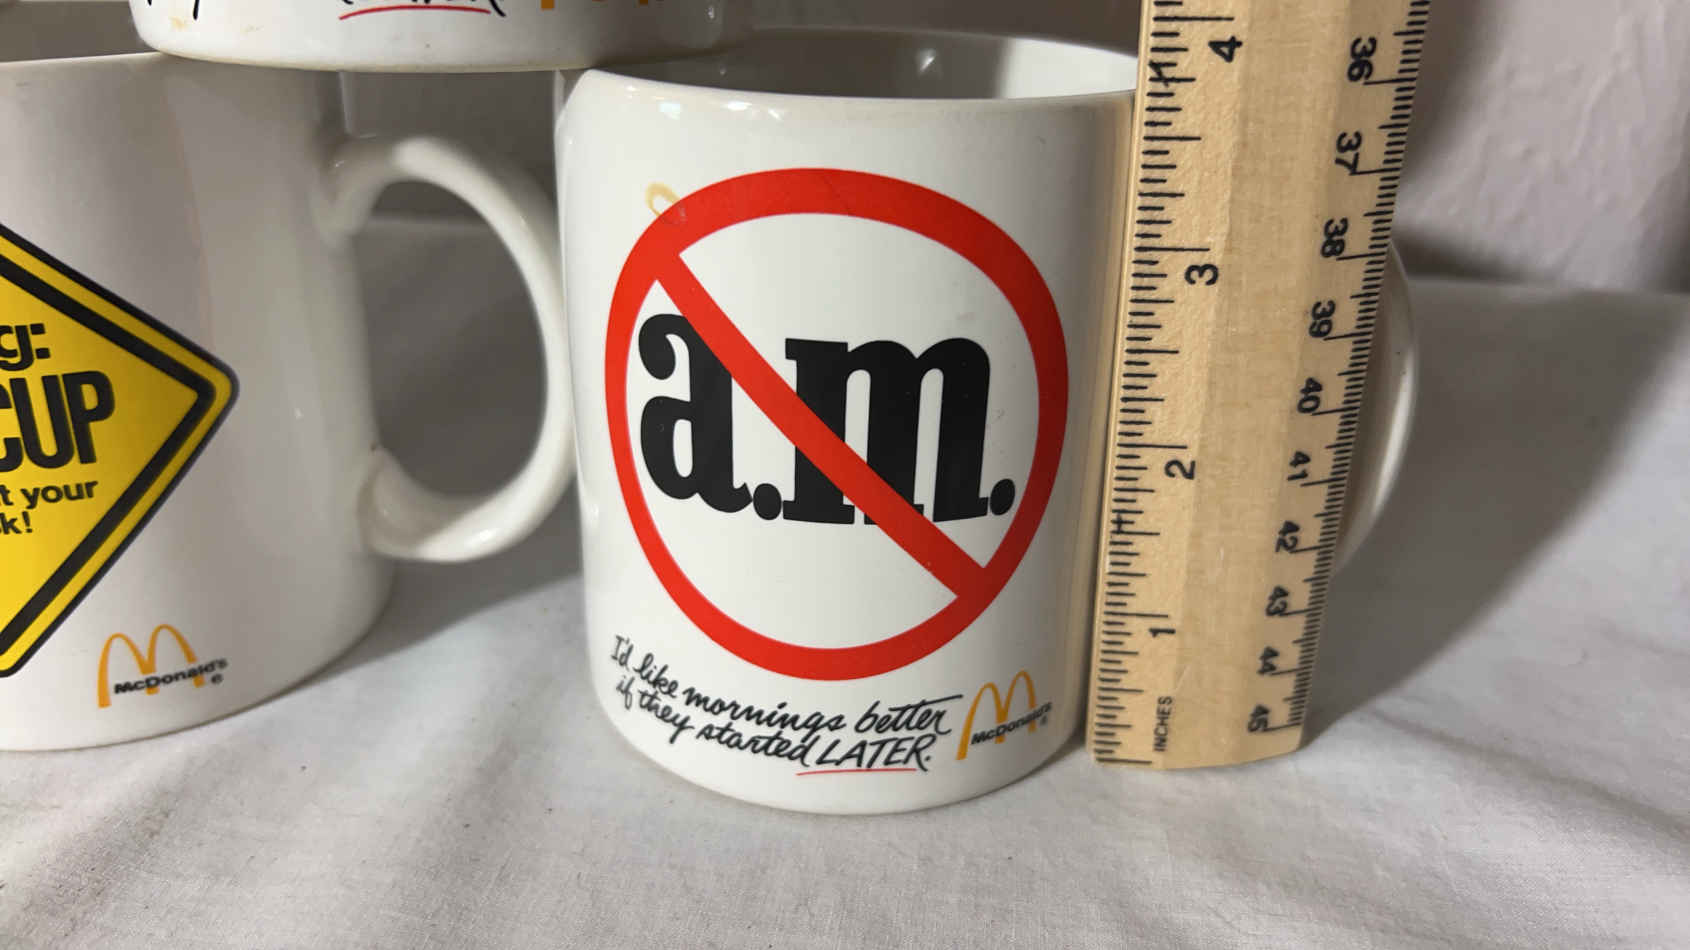 g:
CUP
t your
k!
McDonald's
®
a.m.
I'd like mornings better
if they started LATER.
McDonald's
®
4
3
2
1
INCHES
36
37
38
39
40
41
42
43
44
45